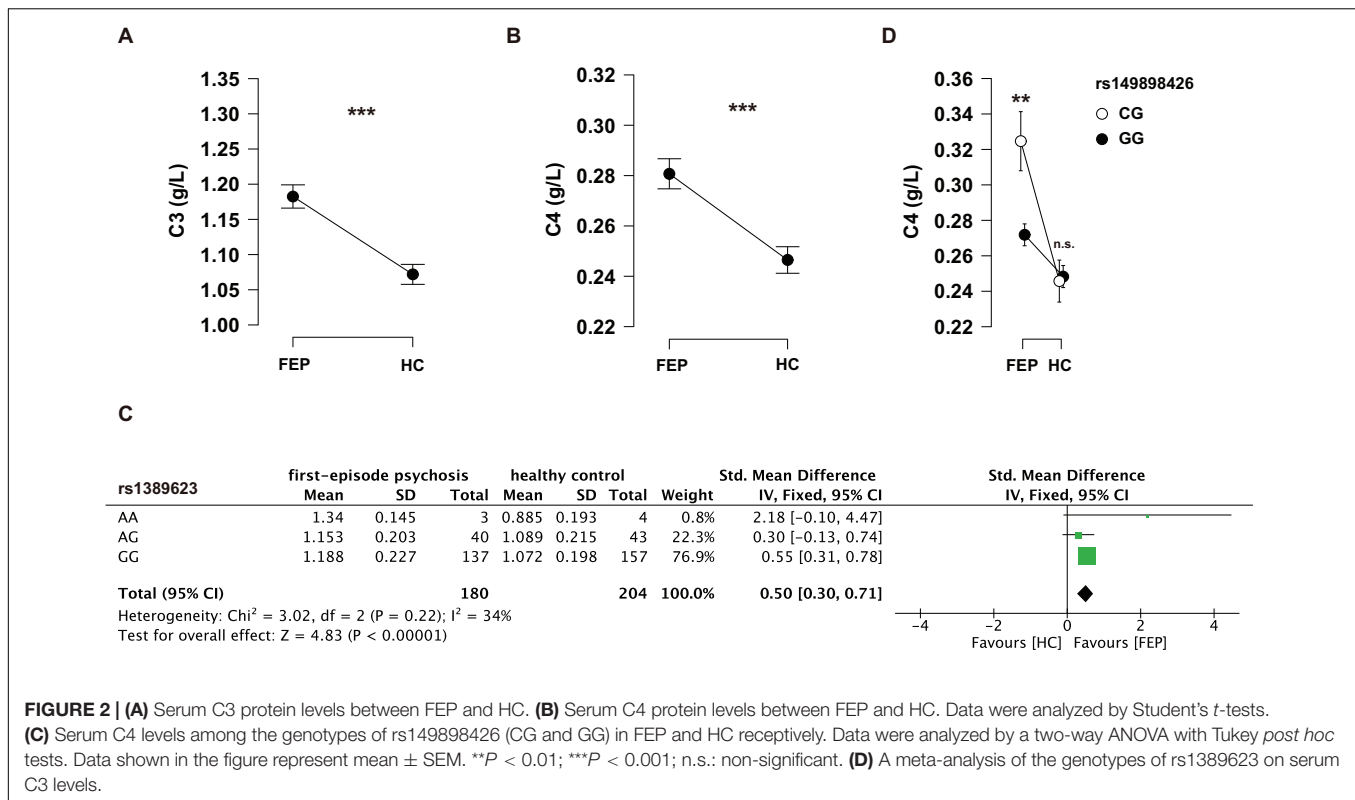 A
B
D
1.35
1.30
1.25
1.20
1.15
1.10
1.05
1.00
C3 (g/L)
***
FEP
HC
0.32
0.30
0.28
0.26
0.24
0.22
C4 (g/L)
***
FEP
HC
0.36
0.34
0.32
0.30
0.28
0.26
0.24
0.22
C4 (g/L)
**
n.s.
FEP HC
rs149898426
CG
GG
C
first-episode psychosis healthy control Std. Mean Difference Std. Mean Difference
rs1389623 Mean SD Total Mean SD Total Weight IV, Fixed, 95% CI IV, Fixed, 95% CI
AA 1.34 0.145 3 0.885 0.193 4 0.8% 2.18 [-0.10, 4.47]
AG 1.153 0.203 40 1.089 0.215 43 22.3% 0.30 [-0.13, 0.74]
GG 1.188 0.227 137 1.072 0.198 157 76.9% 0.55 [0.31, 0.78]
Total (95% CI) 180 204 100.0% 0.50 [0.30, 0.71]
Heterogeneity: Chi² = 3.02, df = 2 (P = 0.22); I² = 34%
Test for overall effect: Z = 4.83 (P < 0.00001)
-4 -2 0 2 4
Favours [HC] Favours [FEP]
FIGURE 2 | (A) Serum C3 protein levels between FEP and HC. (B) Serum C4 protein levels between FEP and HC. Data were analyzed by Student's t-tests.
(C) Serum C4 levels among the genotypes of rs149898426 (CG and GG) in FEP and HC receptively. Data were analyzed by a two-way ANOVA with Tukey post hoc
tests. Data shown in the figure represent mean ± SEM. **P < 0.01; ***P < 0.001; n.s.: non-significant. (D) A meta-analysis of the genotypes of rs1389623 on serum
C3 levels.